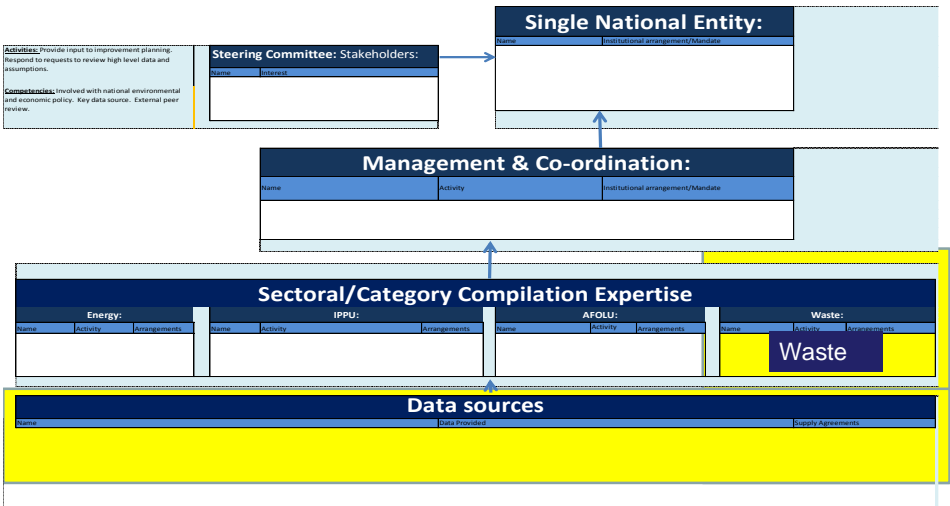 Single National Entity:
Name Institutional arrangement/Mandate
Activities: Provide input to improvement planning.
Respond to requests to review high level data and
assumptions.
Competencies: Involved with national environmental
and economic policy. Key data source. External peer
review.
Steering Committee: Stakeholders:
Name Interest
Management & Co-ordination:
Name Activity Institutional arrangement/Mandate
Sectoral/Category Compilation Expertise
Energy: IPPU: AFOLU: Waste:
Name Activity Arrangements Name Activity Arrangements Name Activity Arrangements Name Activity Arrangements
Waste
Data sources
Name Data Provided Supply Agreements